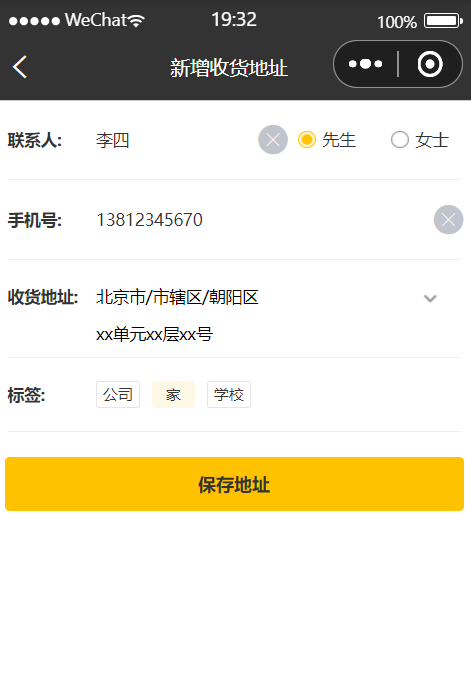 WeChat 19:32 100%
新增收货地址
联系人: 李四 先生 女士
手机号: 13812345670
收货地址: 北京市/市辖区/朝阳区
xx单元xx层xx号
标签: 公司 家 学校
保存地址